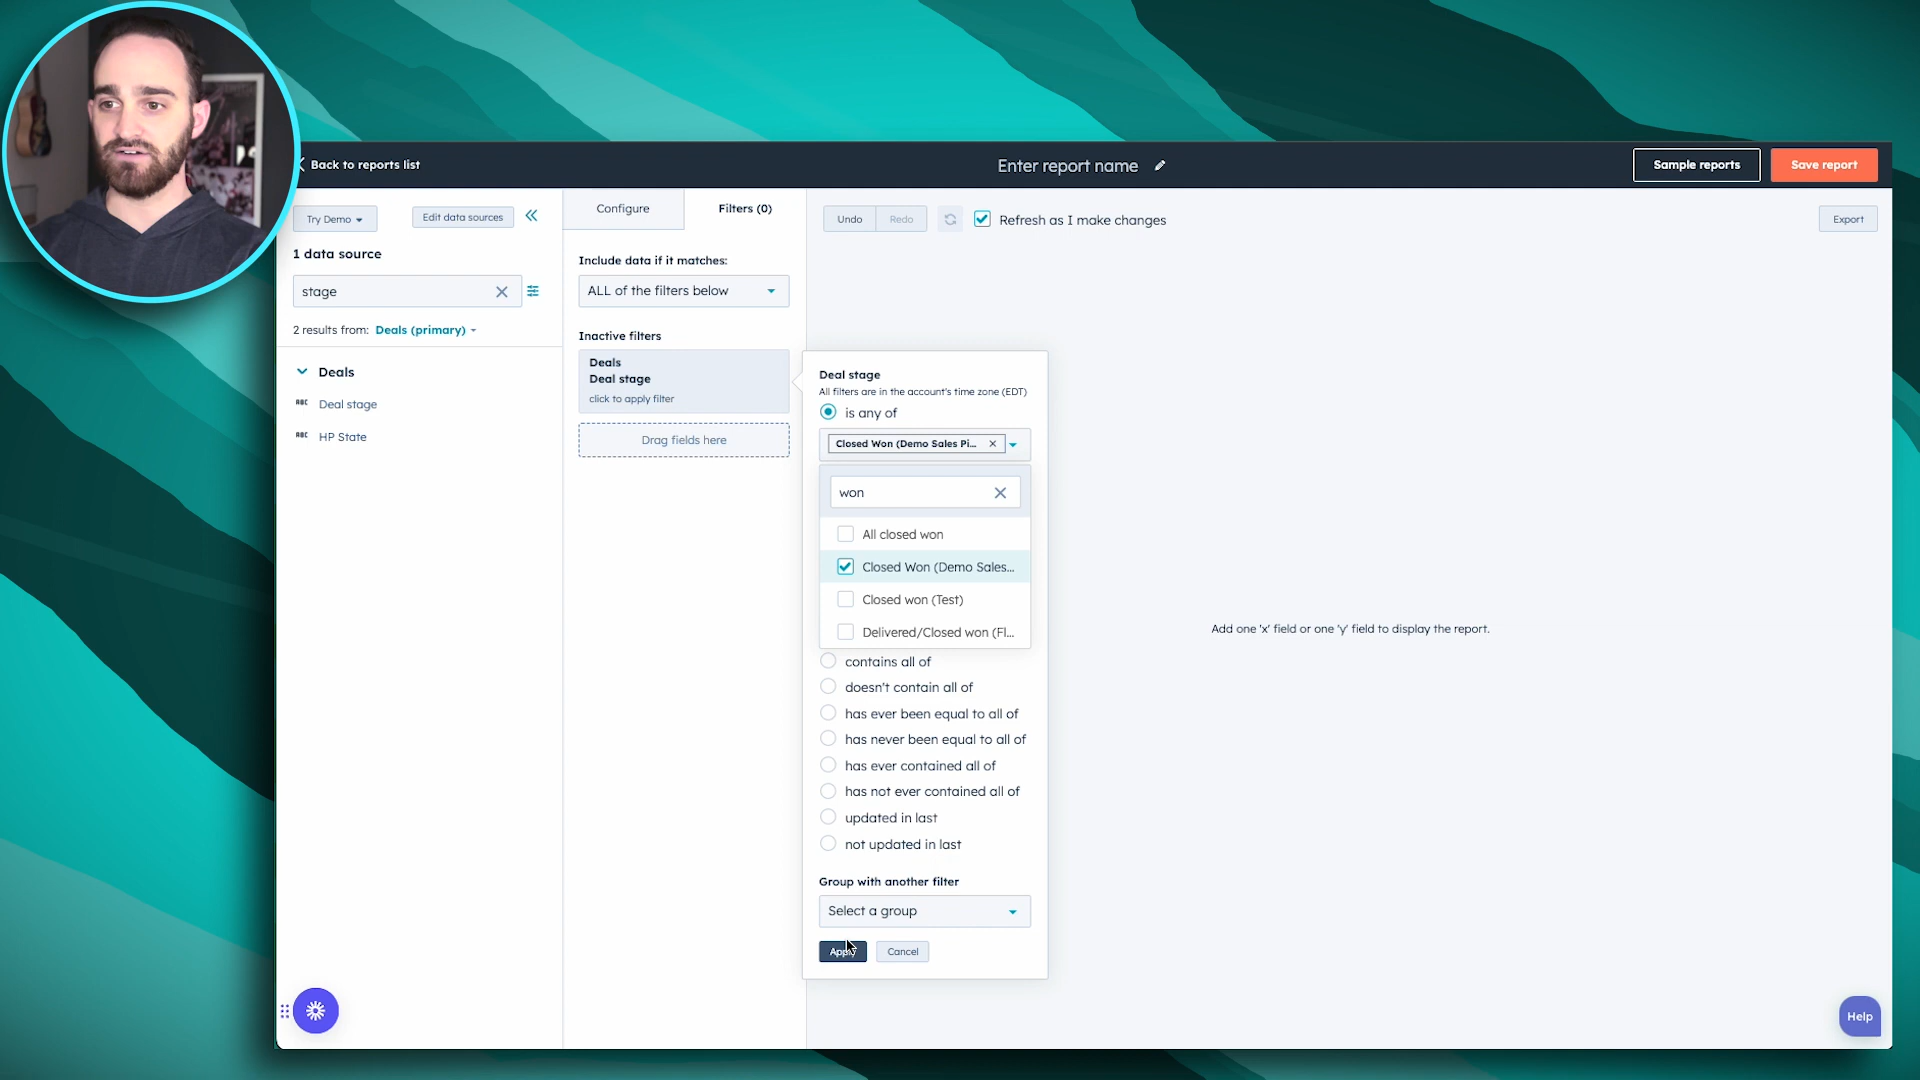 Back to reports list
Enter report name
Sample reports
Save report
Try Demo
Edit data sources
Configure
Filters (0)
Undo
Redo
Refresh as I make changes
Export
1 data source
stage
2 results from: Deals (primary)
Deals
ABC Deal stage
ABC HP State
Include data if it matches:
ALL of the filters below
Inactive filters
Deals
Deal stage
click to apply filter
Drag fields here
Deal stage
All filters are in the account's time zone (EDT)
is any of
Closed Won (Demo Sales Pi...
won
All closed won
Closed Won (Demo Sales...
Closed won (Test)
Delivered/Closed won (Fl...
contains all of
doesn't contain all of
has ever been equal to all of
has never been equal to all of
has ever contained all of
has not ever contained all of
updated in last
not updated in last
Group with another filter
Select a group
Apply
Cancel
Add one 'x' field or one 'y' field to display the report.
Help